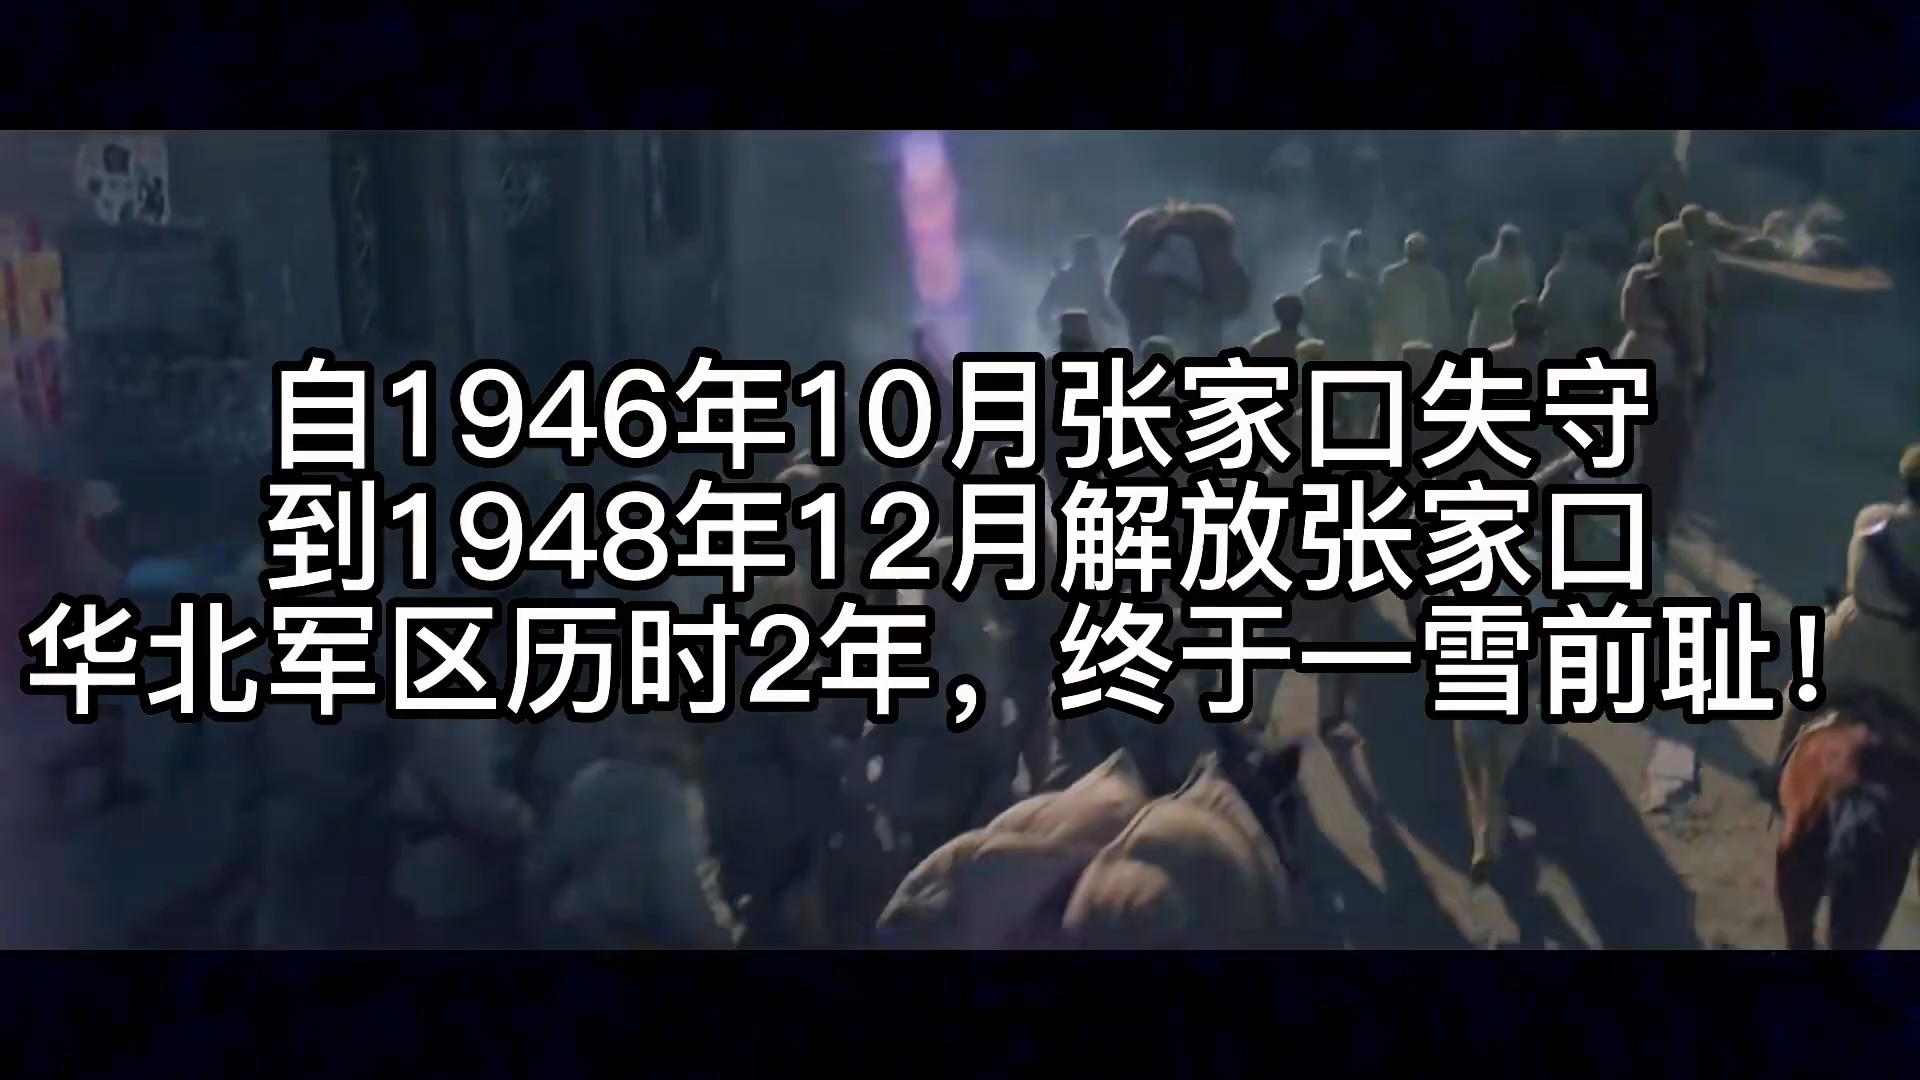 自1946年10月张家口失守
到1948年12月解放张家口
华北军区历时2年，终于一雪前耻！